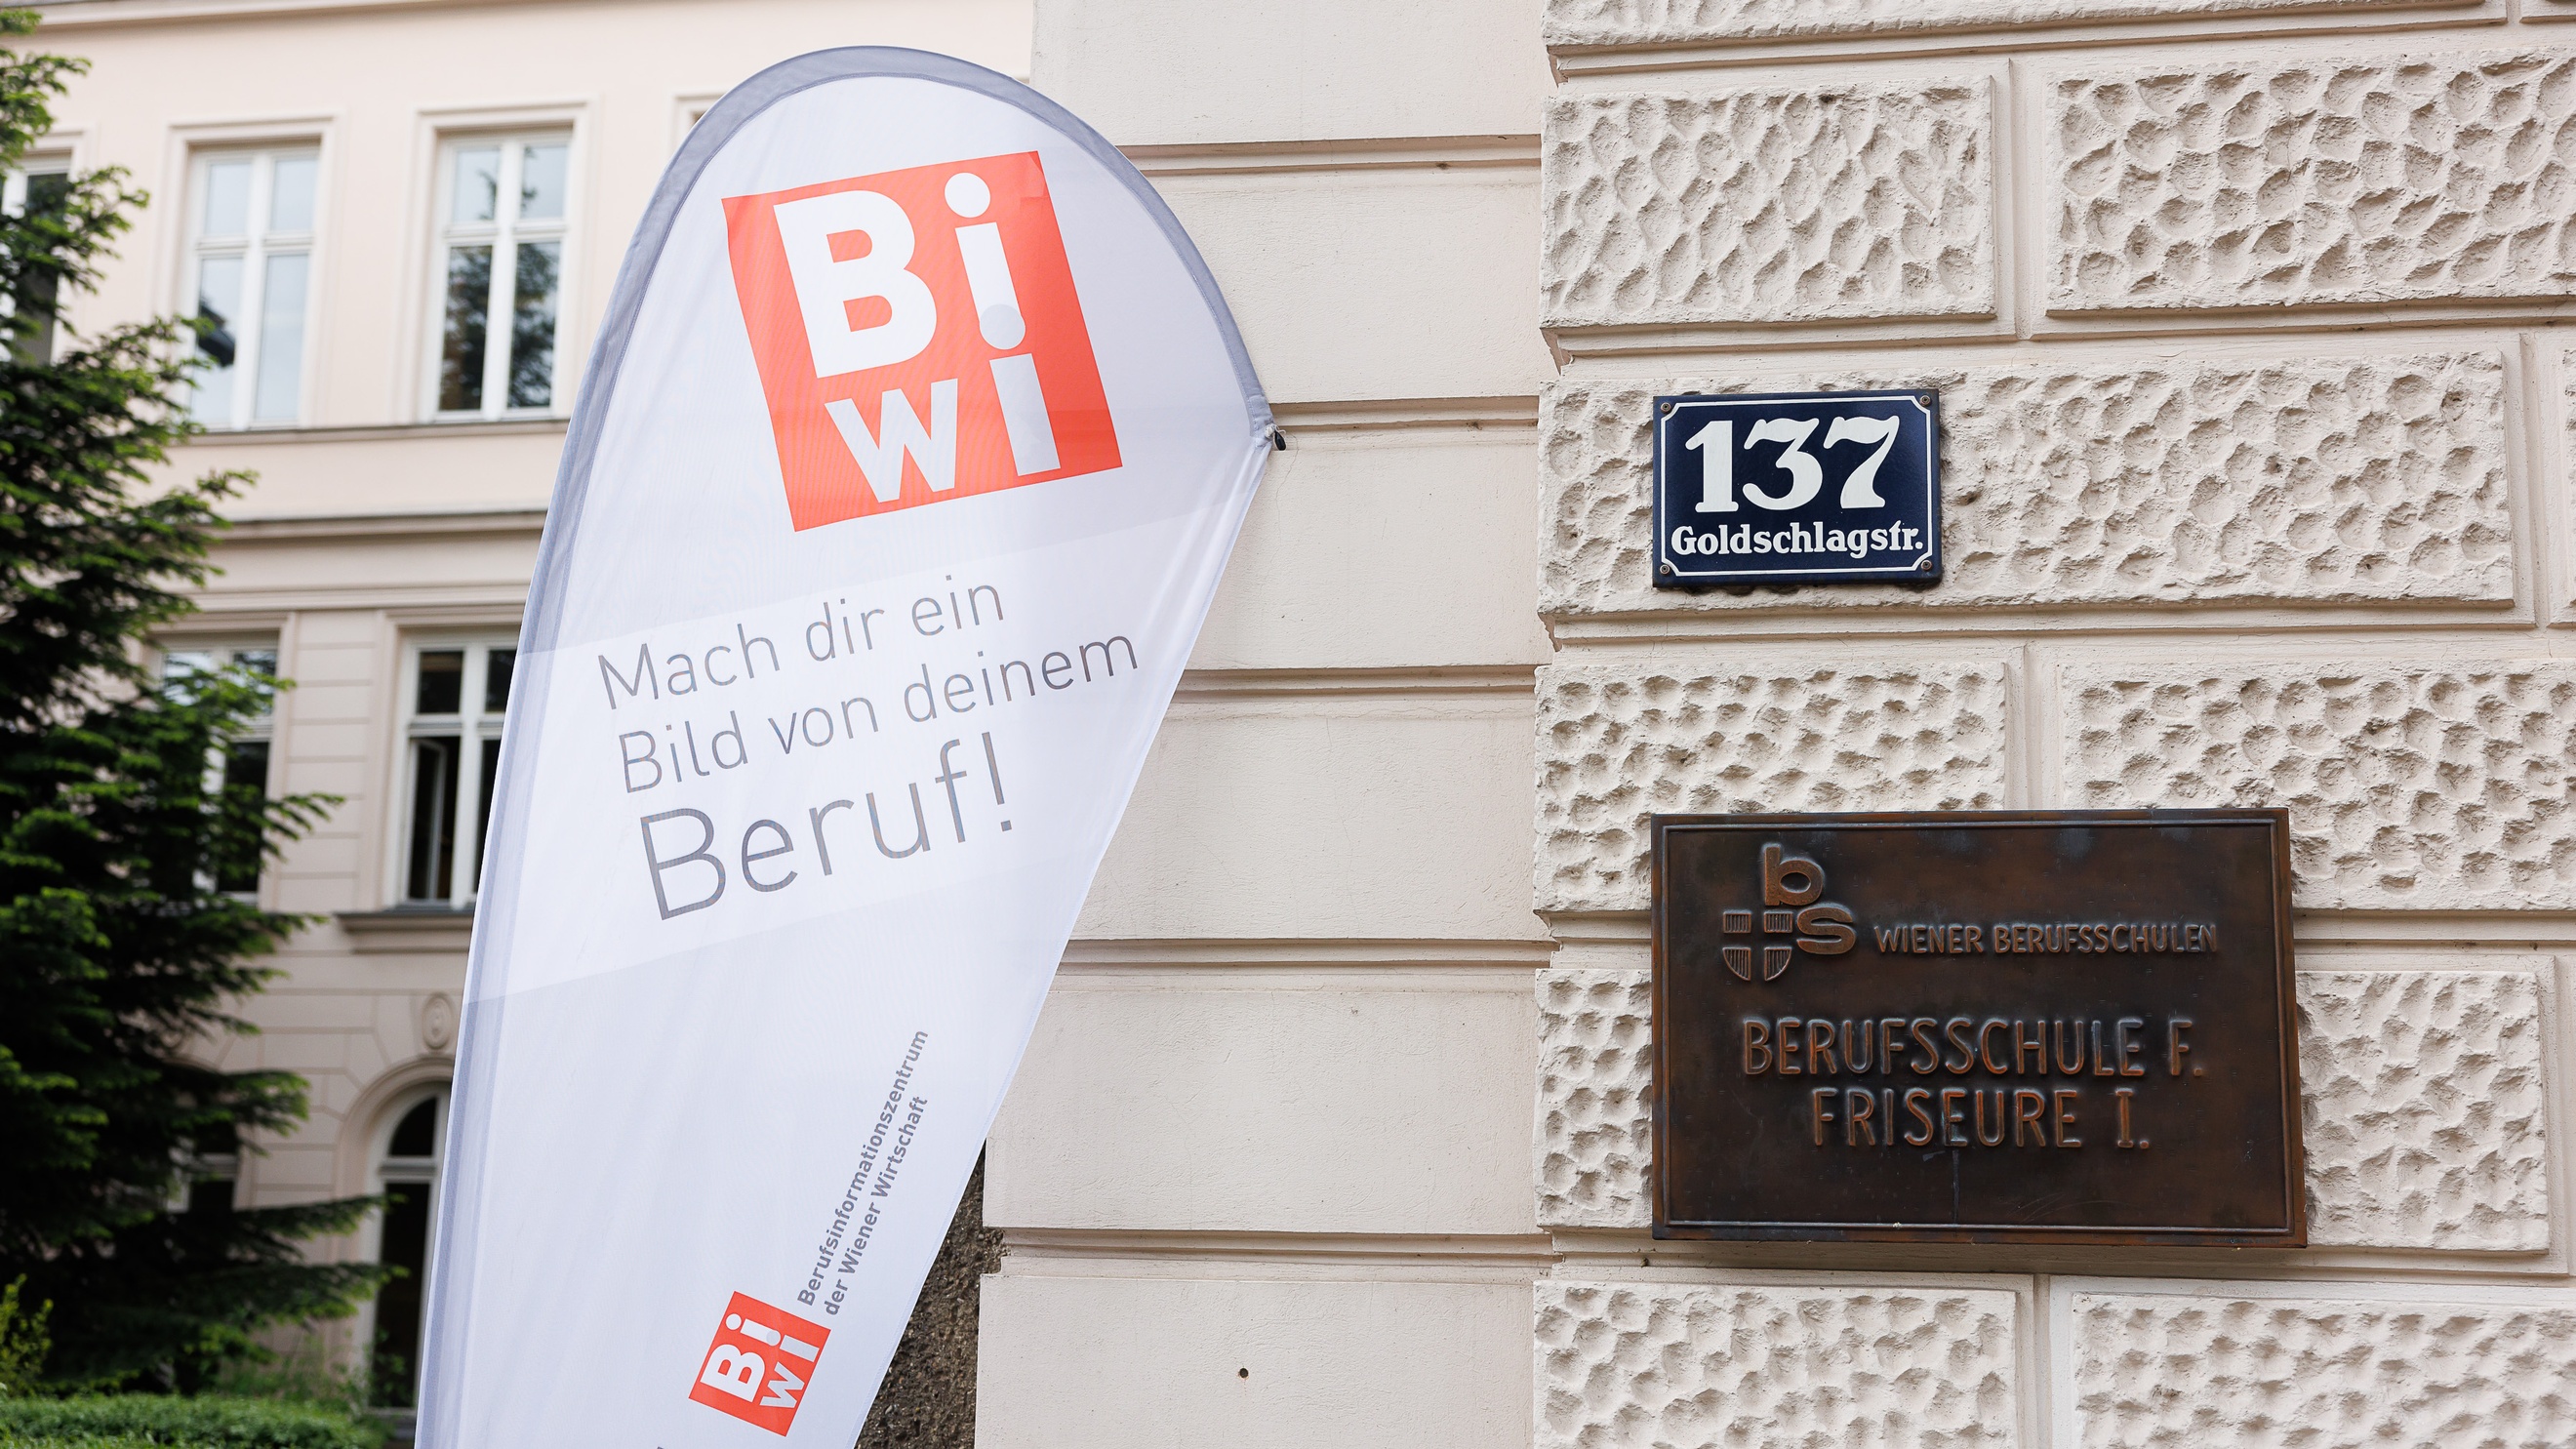 Bi
wi
Mach dir ein
Bild von deinem
Beruf!
Berufsinformationszentrum
der Wiener Wirtschaft
Bi
wi
137
Goldschlagstr.
bs
WIENER BERUFSSCHULEN
BERUFSSCHULE F.
FRISEURE I.